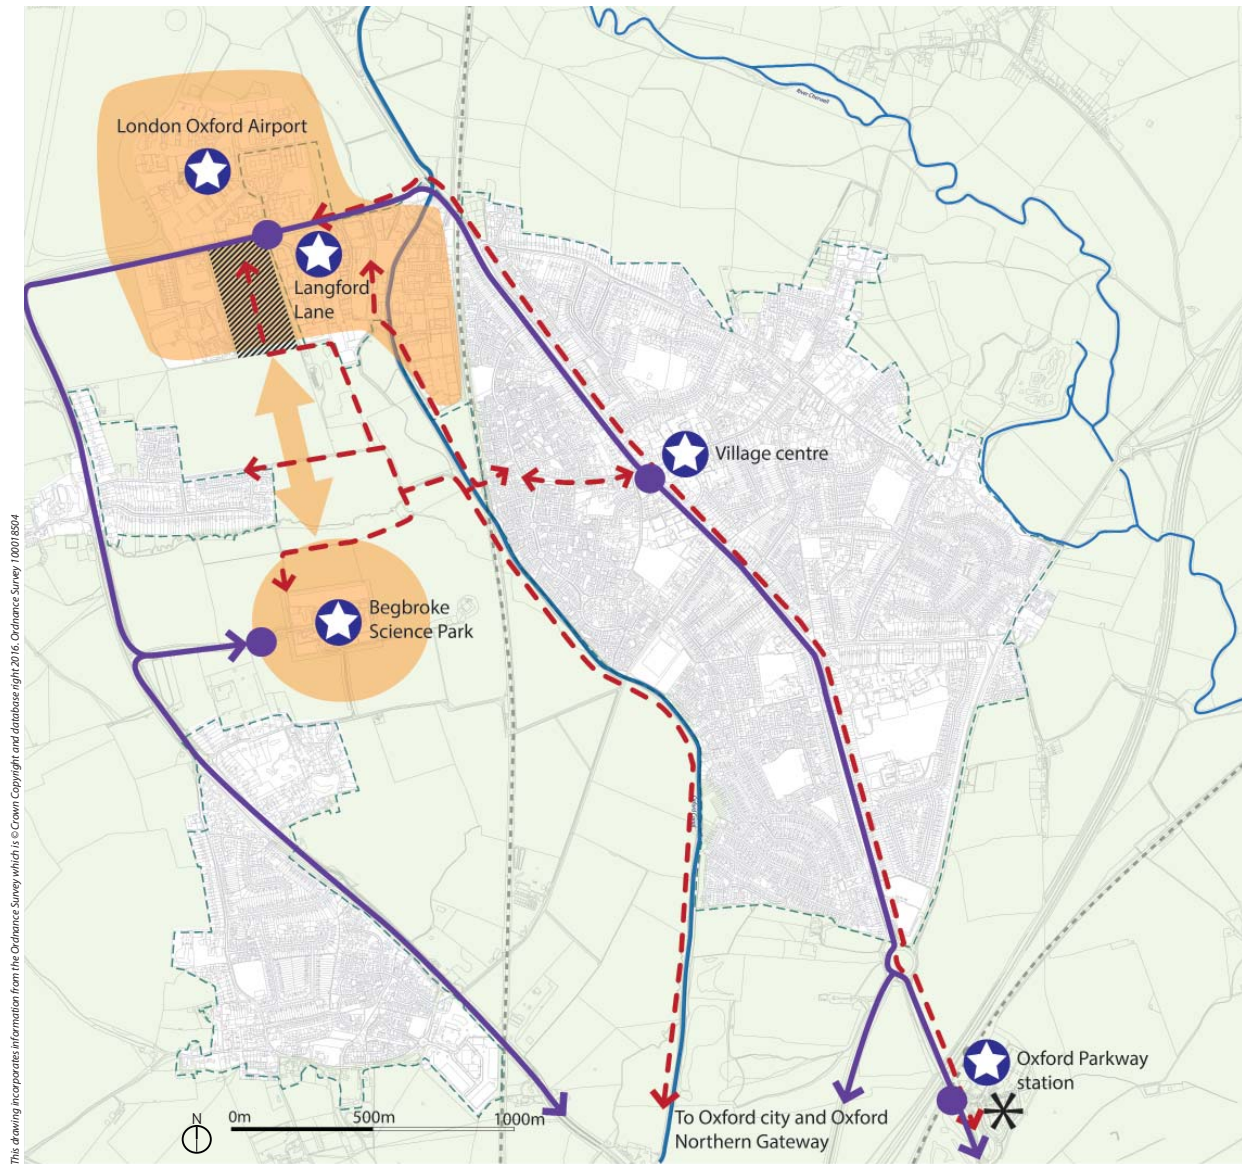 River Cherwell
London Oxford Airport
Langford
Lane
Village centre
Begbroke
Science Park
Oxford Parkway
station
To Oxford city and Oxford
Northern Gateway
N
0m 500m 1000m
This drawing incorporates information from the Ordnance Survey which is © Crown Copyright and database right 2016. Ordnance Survey 100018504